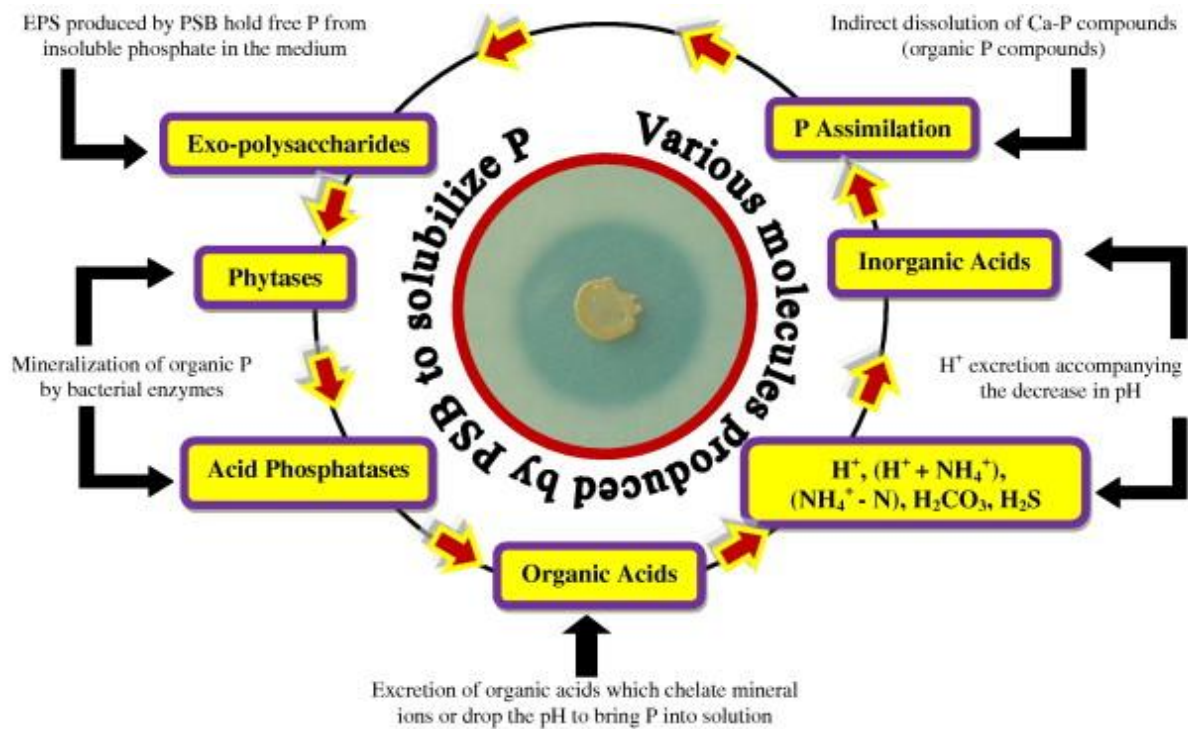 EPS produced by PSB hold free P from
insoluble phosphate in the medium
Indirect dissolution of Ca-P compounds
(organic P compounds)
Exo-polysaccharides
P Assimilation
Various molecules produced by PSB to solubilize P
Phytases
Inorganic Acids
Mineralization of organic P
by bacterial enzymes
H⁺ excretion accompanying
the decrease in pH
Acid Phosphatases
H⁺, (H⁺ + NH₄⁺),
(NH₄⁺ - N), H₂CO₃, H₂S
Organic Acids
Excretion of organic acids which chelate mineral
ions or drop the pH to bring P into solution